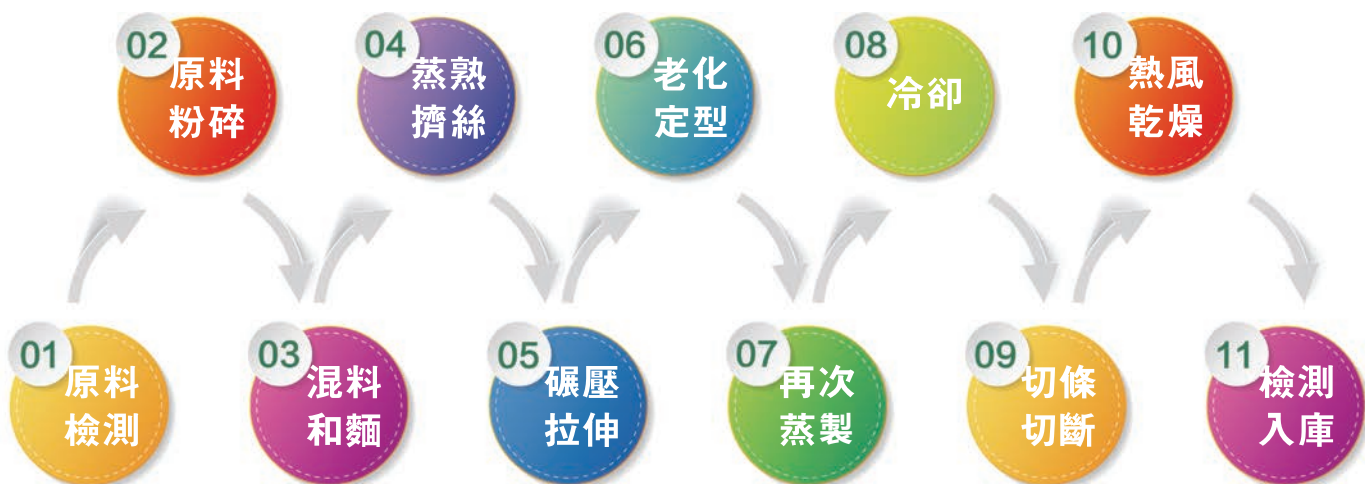 01
原料
檢測
02
原料
粉碎
03
混料
和麵
04
蒸熟
擠絲
05
碾壓
拉伸
06
老化
定型
07
再次
蒸製
08
冷卻
09
切條
切斷
10
熱風
乾燥
11
檢測
入庫